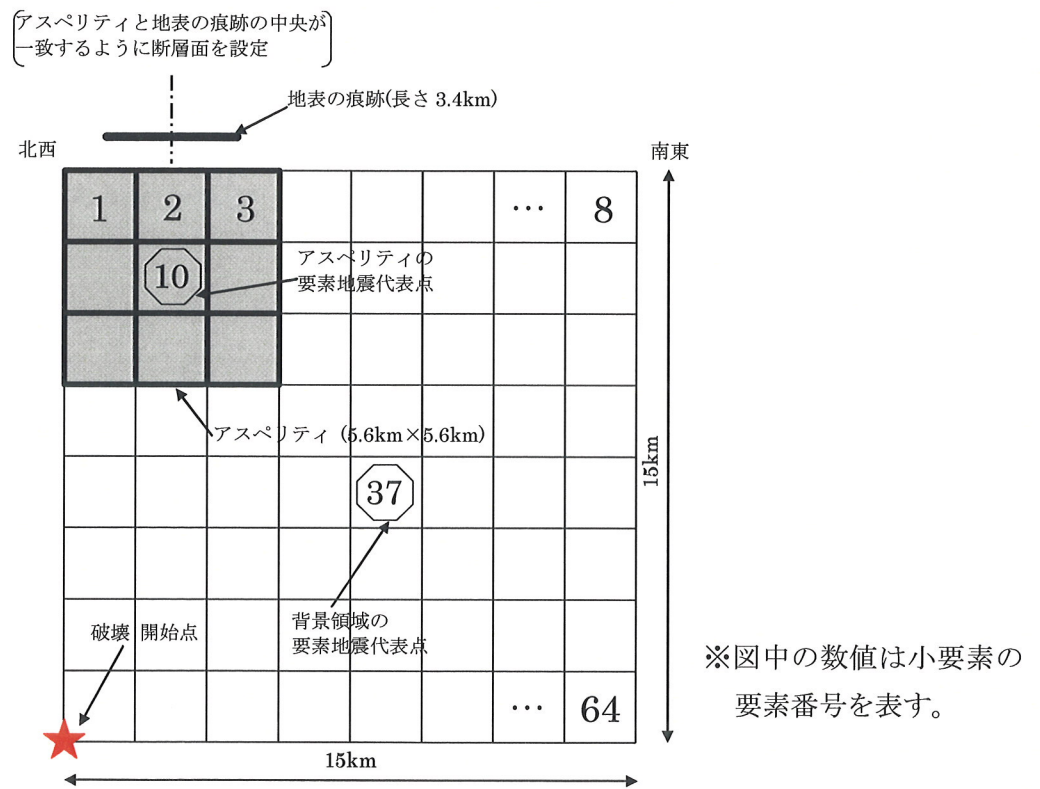 アスペリティと地表の痕跡の中央が
一致するように断層面を設定
地表の痕跡(長さ 3.4km)
北西
南東
1 2 3 … 8
10
アスペリティの
要素地震代表点
アスペリティ (5.6km×5.6km)
15km
37
背景領域の
要素地震代表点
破壊 開始点
… 64
15km
※図中の数値は小要素の
要素番号を表す。